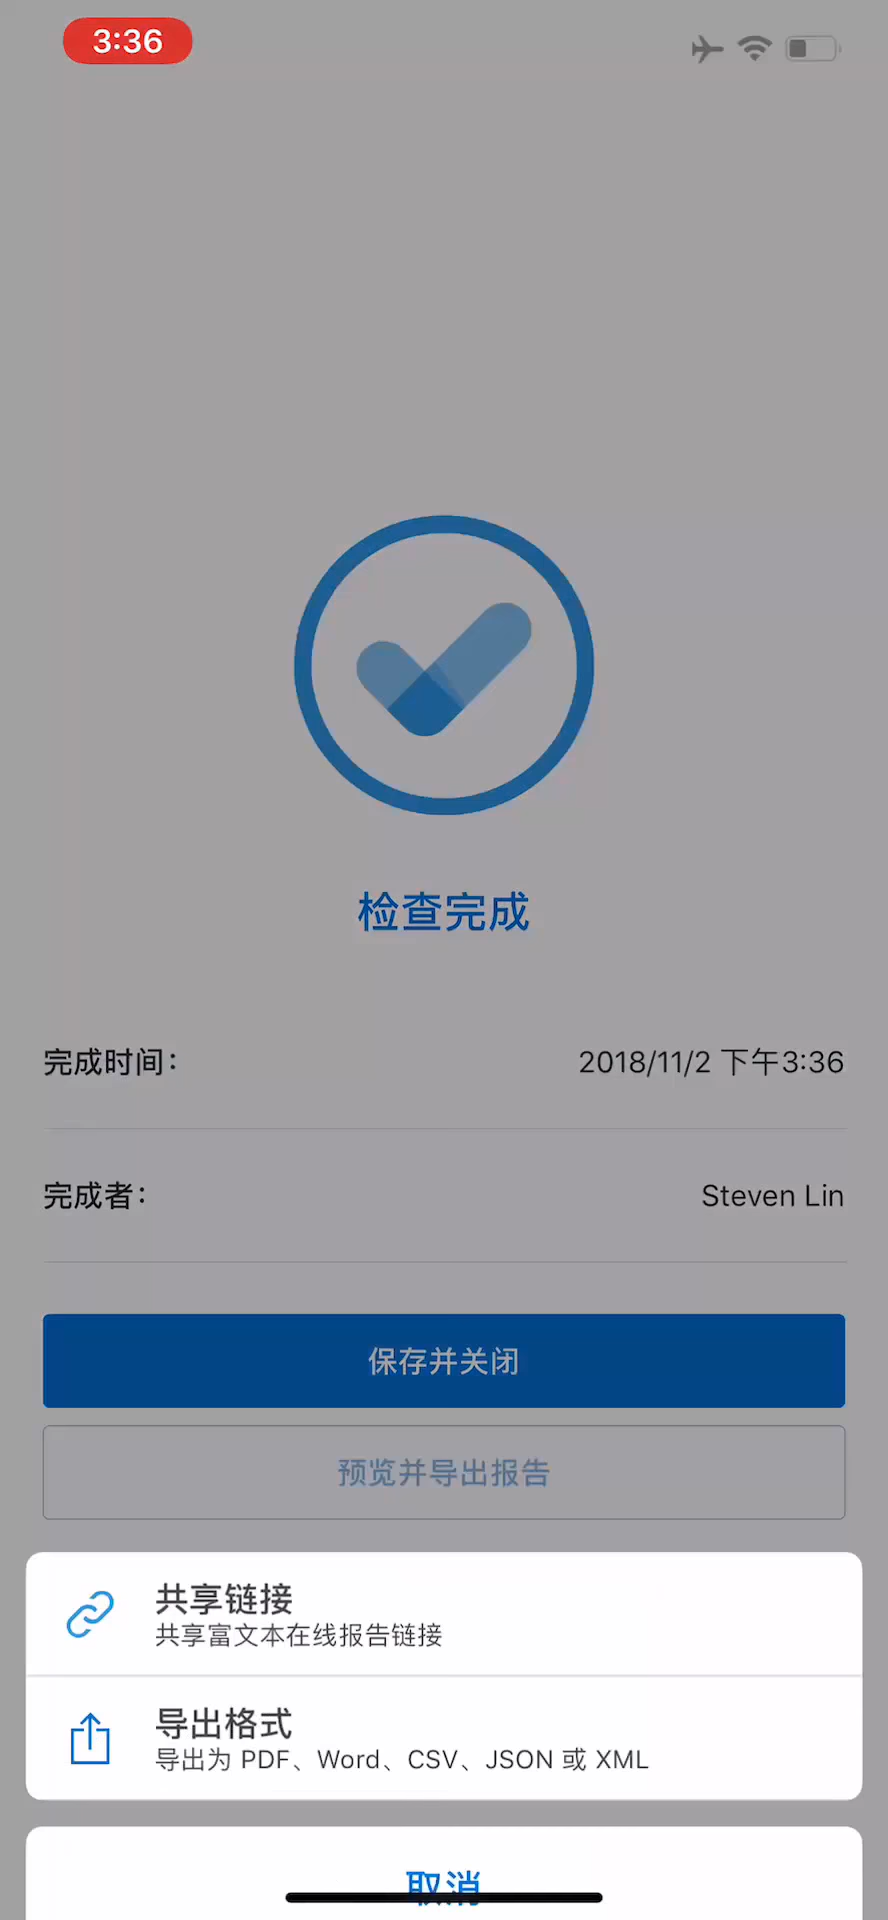 3:36
检查完成
完成时间:
2018/11/2 下午3:36
完成者:
Steven Lin
保存并关闭
预览并导出报告
共享链接
共享富文本在线报告链接
导出格式
导出为 PDF、Word、CSV、JSON 或 XML
取消